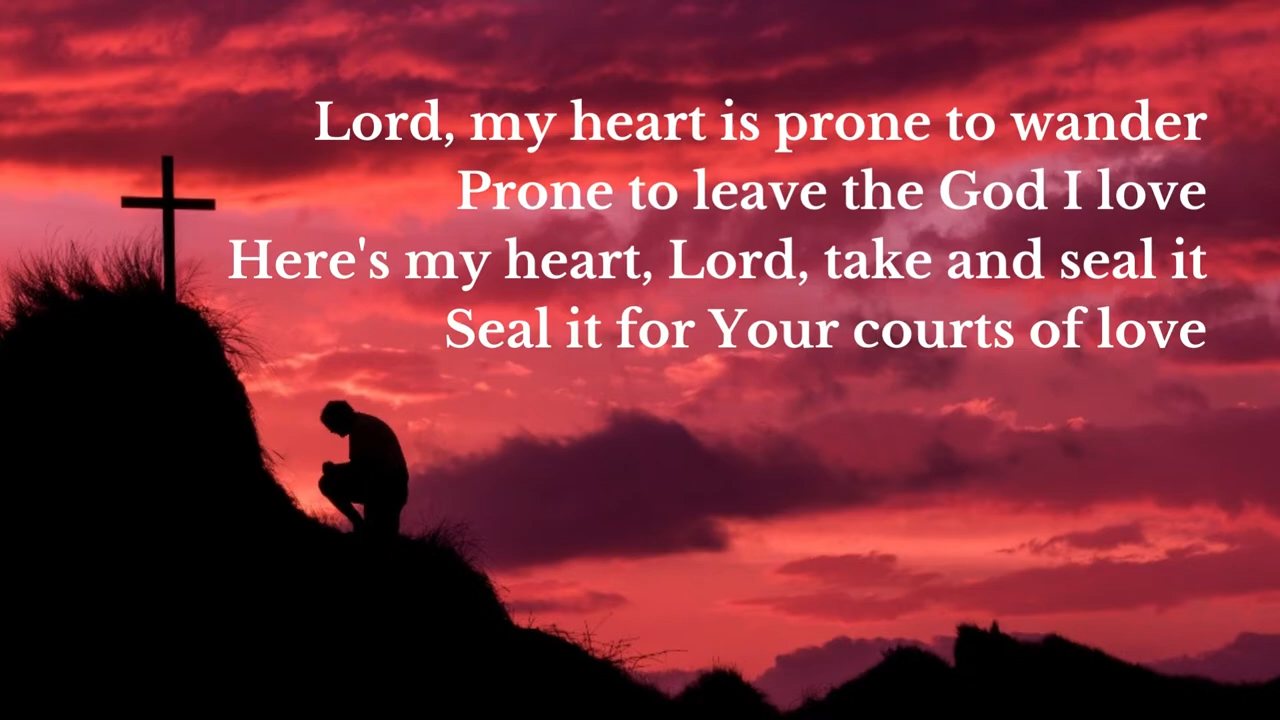 Lord, my heart is prone to wander
Prone to leave the God I love
Here's my heart, Lord, take and seal it
Seal it for Your courts of love